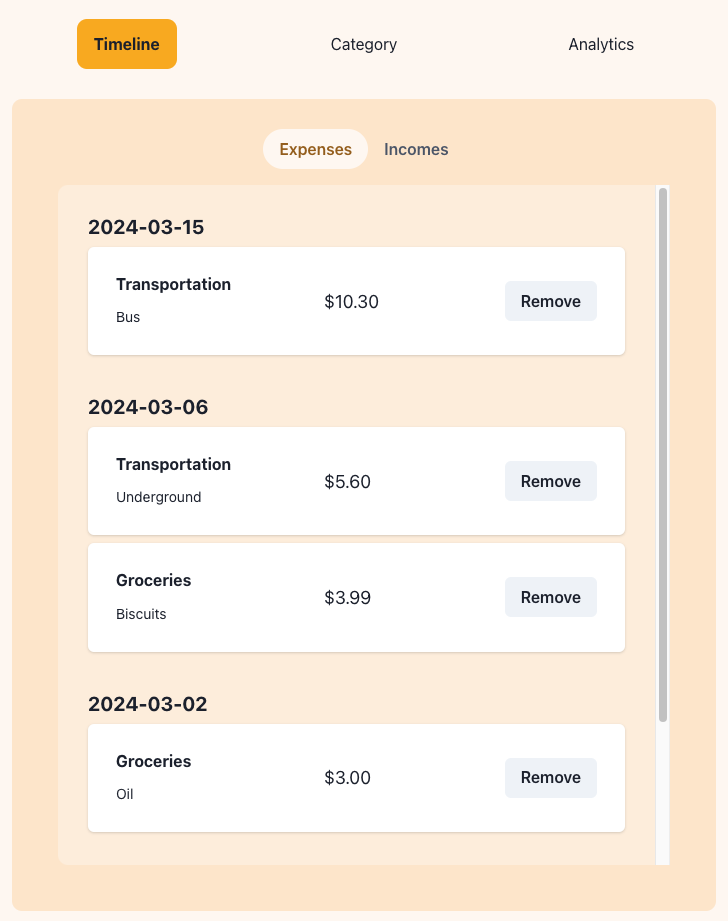 Timeline Category Analytics
Expenses Incomes
2024-03-15
Transportation
Bus
$10.30
Remove
2024-03-06
Transportation
Underground
$5.60
Remove
Groceries
Biscuits
$3.99
Remove
2024-03-02
Groceries
Oil
$3.00
Remove